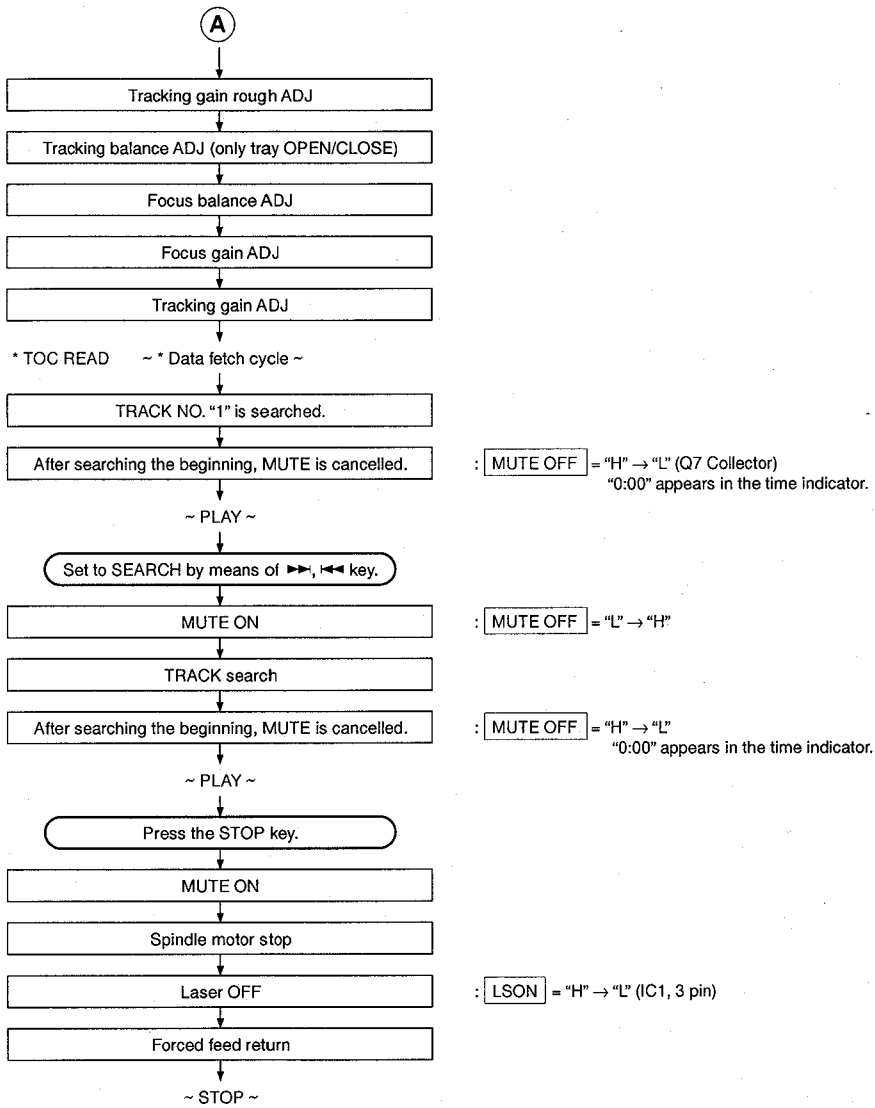 A
Tracking gain rough ADJ
Tracking balance ADJ (only tray OPEN/CLOSE)
Focus balance ADJ
Focus gain ADJ
Tracking gain ADJ
* TOC READ ~ * Data fetch cycle ~
TRACK NO. “1” is searched.
After searching the beginning, MUTE is cancelled. : MUTE OFF = “H” → “L” (Q7 Collector)
“0:00” appears in the time indicator.
~ PLAY ~
Set to SEARCH by means of ►►I, I◄◄ key.
MUTE ON : MUTE OFF = “L” → “H”
TRACK search
After searching the beginning, MUTE is cancelled. : MUTE OFF = “H” → “L”
“0:00” appears in the time indicator.
~ PLAY ~
Press the STOP key.
MUTE ON
Spindle motor stop
Laser OFF : LSON = “H” → “L” (IC1, 3 pin)
Forced feed return
~ STOP ~